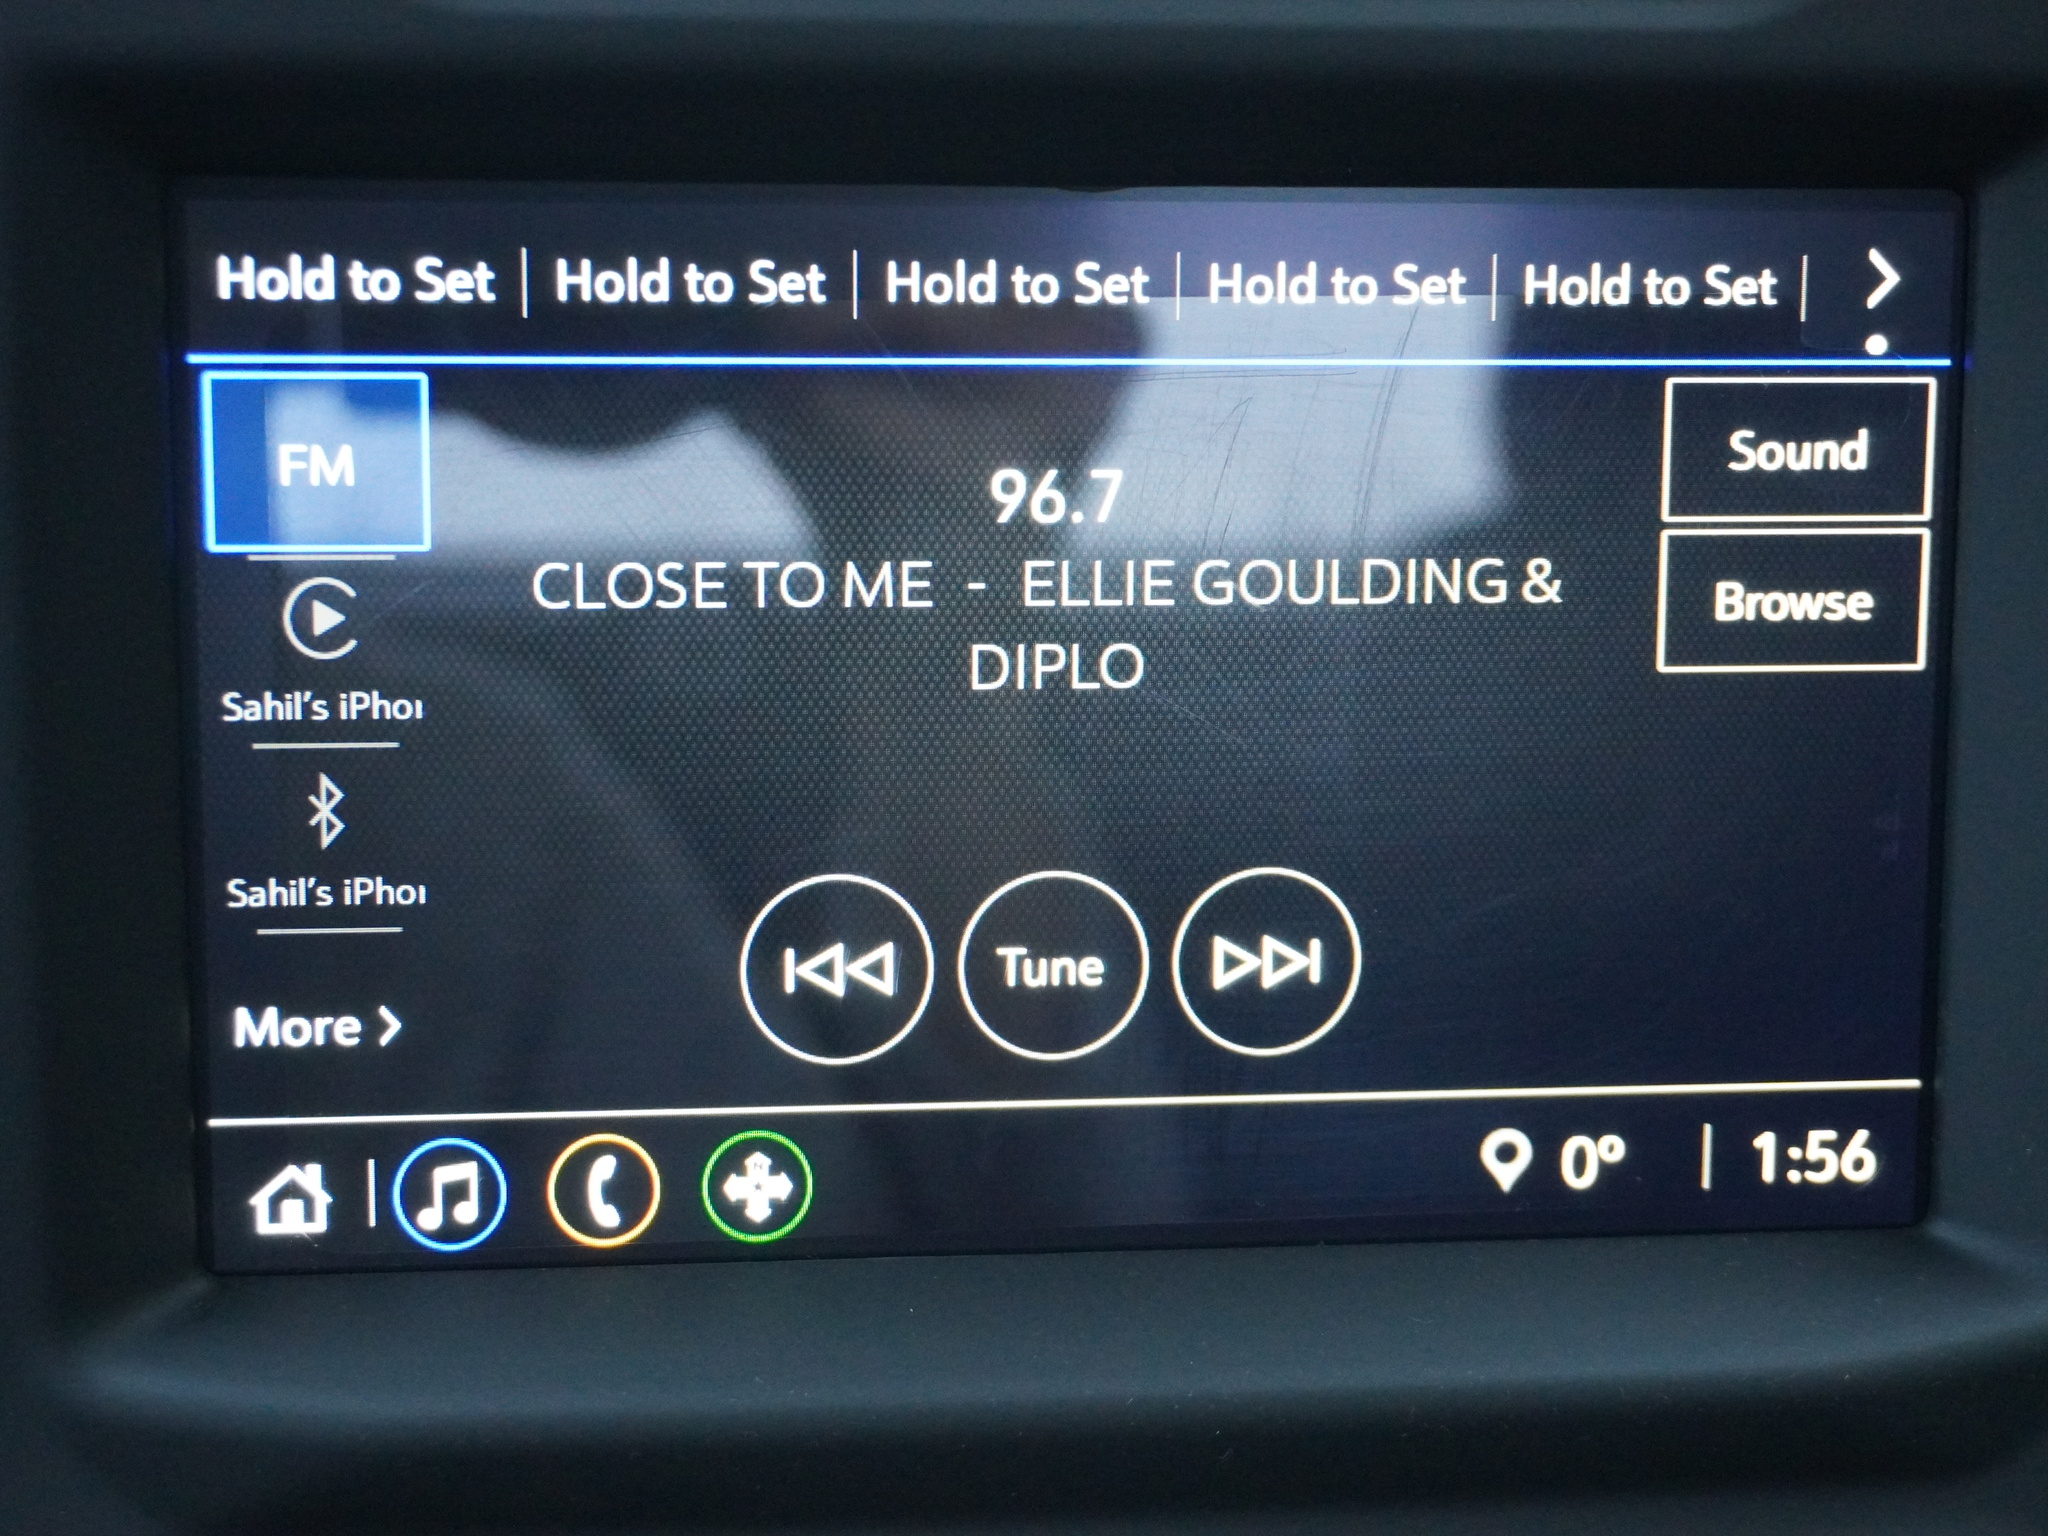 Hold to Set | Hold to Set | Hold to Set | Hold to Set | Hold to Set |
FM
Sound
96.7
CLOSE TO ME - ELLIE GOULDING &
DIPLO
Browse
Sahil's iPho
Sahil's iPho
Tune
More
0° | 1:56